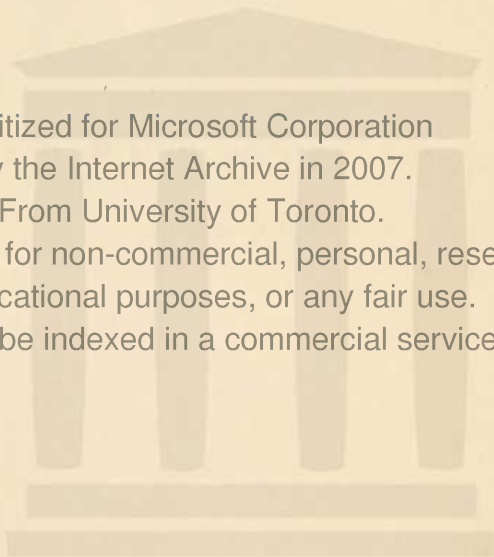 itized for Microsoft Corporation
the Internet Archive in 2007.
From University of Toronto.
for non-commercial, personal, rese
cational purposes, or any fair use.
be indexed in a commercial service